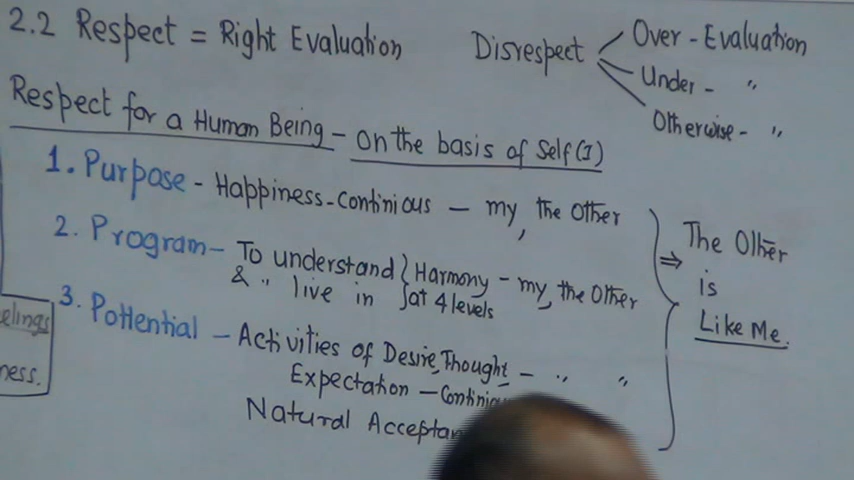 2.2 Respect = Right Evaluation
Disrespect
Over - Evaluation
Under - "
Otherwise - "
Respect for a Human Being - on the basis of Self (I)
1. Purpose - Happiness - Continious - my, the other
2. Program - To understand
& " live in
Harmony - my, the Other
at 4 levels
3. Pottential - Activities of Desire, Thought - " "
Expectation - Continiou
Natural Acceptan
⇒ The Other
is
Like Me.
elings
ness.